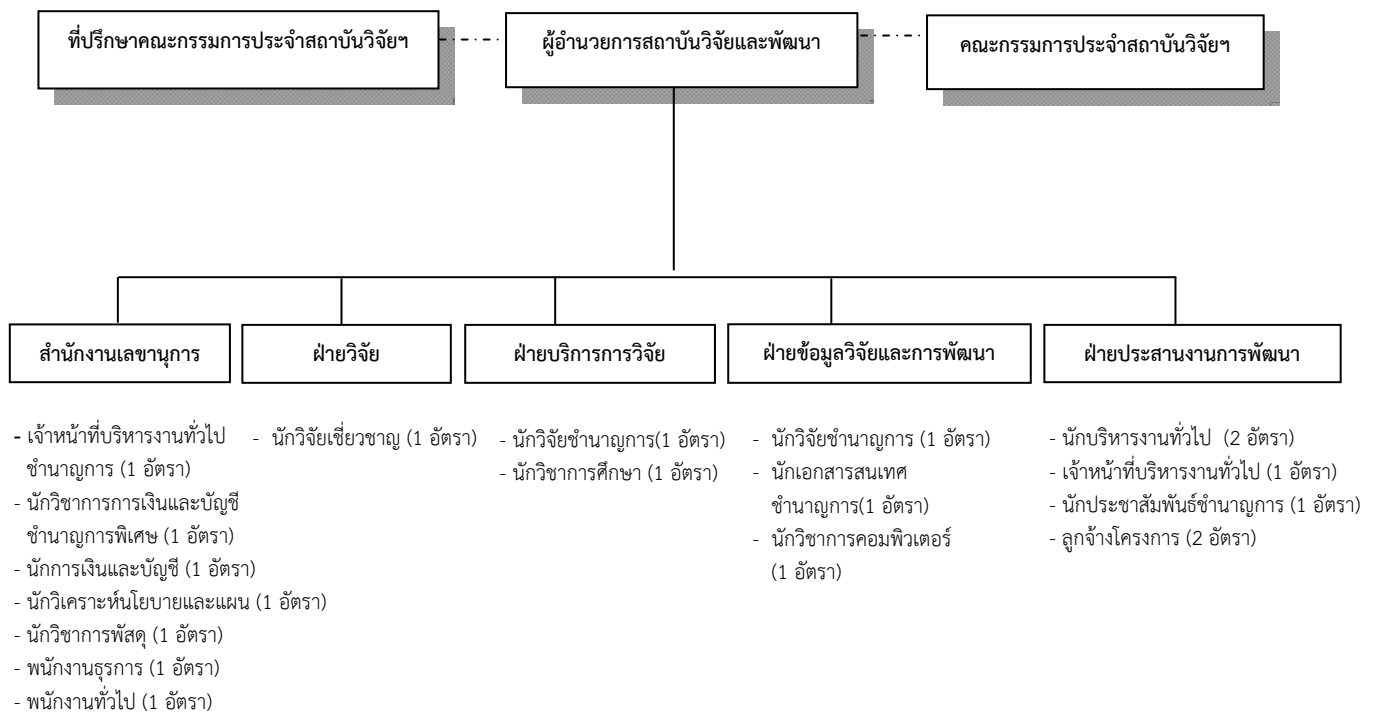 ที่ปรึกษาคณะกรรมการประจำสถาบันวิจัยฯ
ผู้อำนวยการสถาบันวิจัยและพัฒนา
คณะกรรมการประจำสถาบันวิจัยฯ
สำนักงานเลขานุการ
ฝ่ายวิจัย
ฝ่ายบริการการวิจัย
ฝ่ายข้อมูลวิจัยและการพัฒนา
ฝ่ายประสานงานการพัฒนา
- เจ้าหน้าที่บริหารงานทั่วไป
ชำนาญการ (1 อัตรา)
- นักวิชาการการเงินและบัญชี
ชำนาญการพิเศษ (1 อัตรา)
- นักการเงินและบัญชี (1 อัตรา)
- นักวิเคราะห์นโยบายและแผน (1 อัตรา)
- นักวิชาการพัสดุ (1 อัตรา)
- พนักงานธุรการ (1 อัตรา)
- พนักงานทั่วไป (1 อัตรา)
- นักวิจัยเชี่ยวชาญ (1 อัตรา)
- นักวิจัยชำนาญการ(1 อัตรา)
- นักวิชาการศึกษา (1 อัตรา)
- นักวิจัยชำนาญการ (1 อัตรา)
- นักเอกสารสนเทศ
ชำนาญการ(1 อัตรา)
- นักวิชาการคอมพิวเตอร์
(1 อัตรา)
- นักบริหารงานทั่วไป (2 อัตรา)
- เจ้าหน้าที่บริหารงานทั่วไป (1 อัตรา)
- นักประชาสัมพันธ์ชำนาญการ (1 อัตรา)
- ลูกจ้างโครงการ (2 อัตรา)